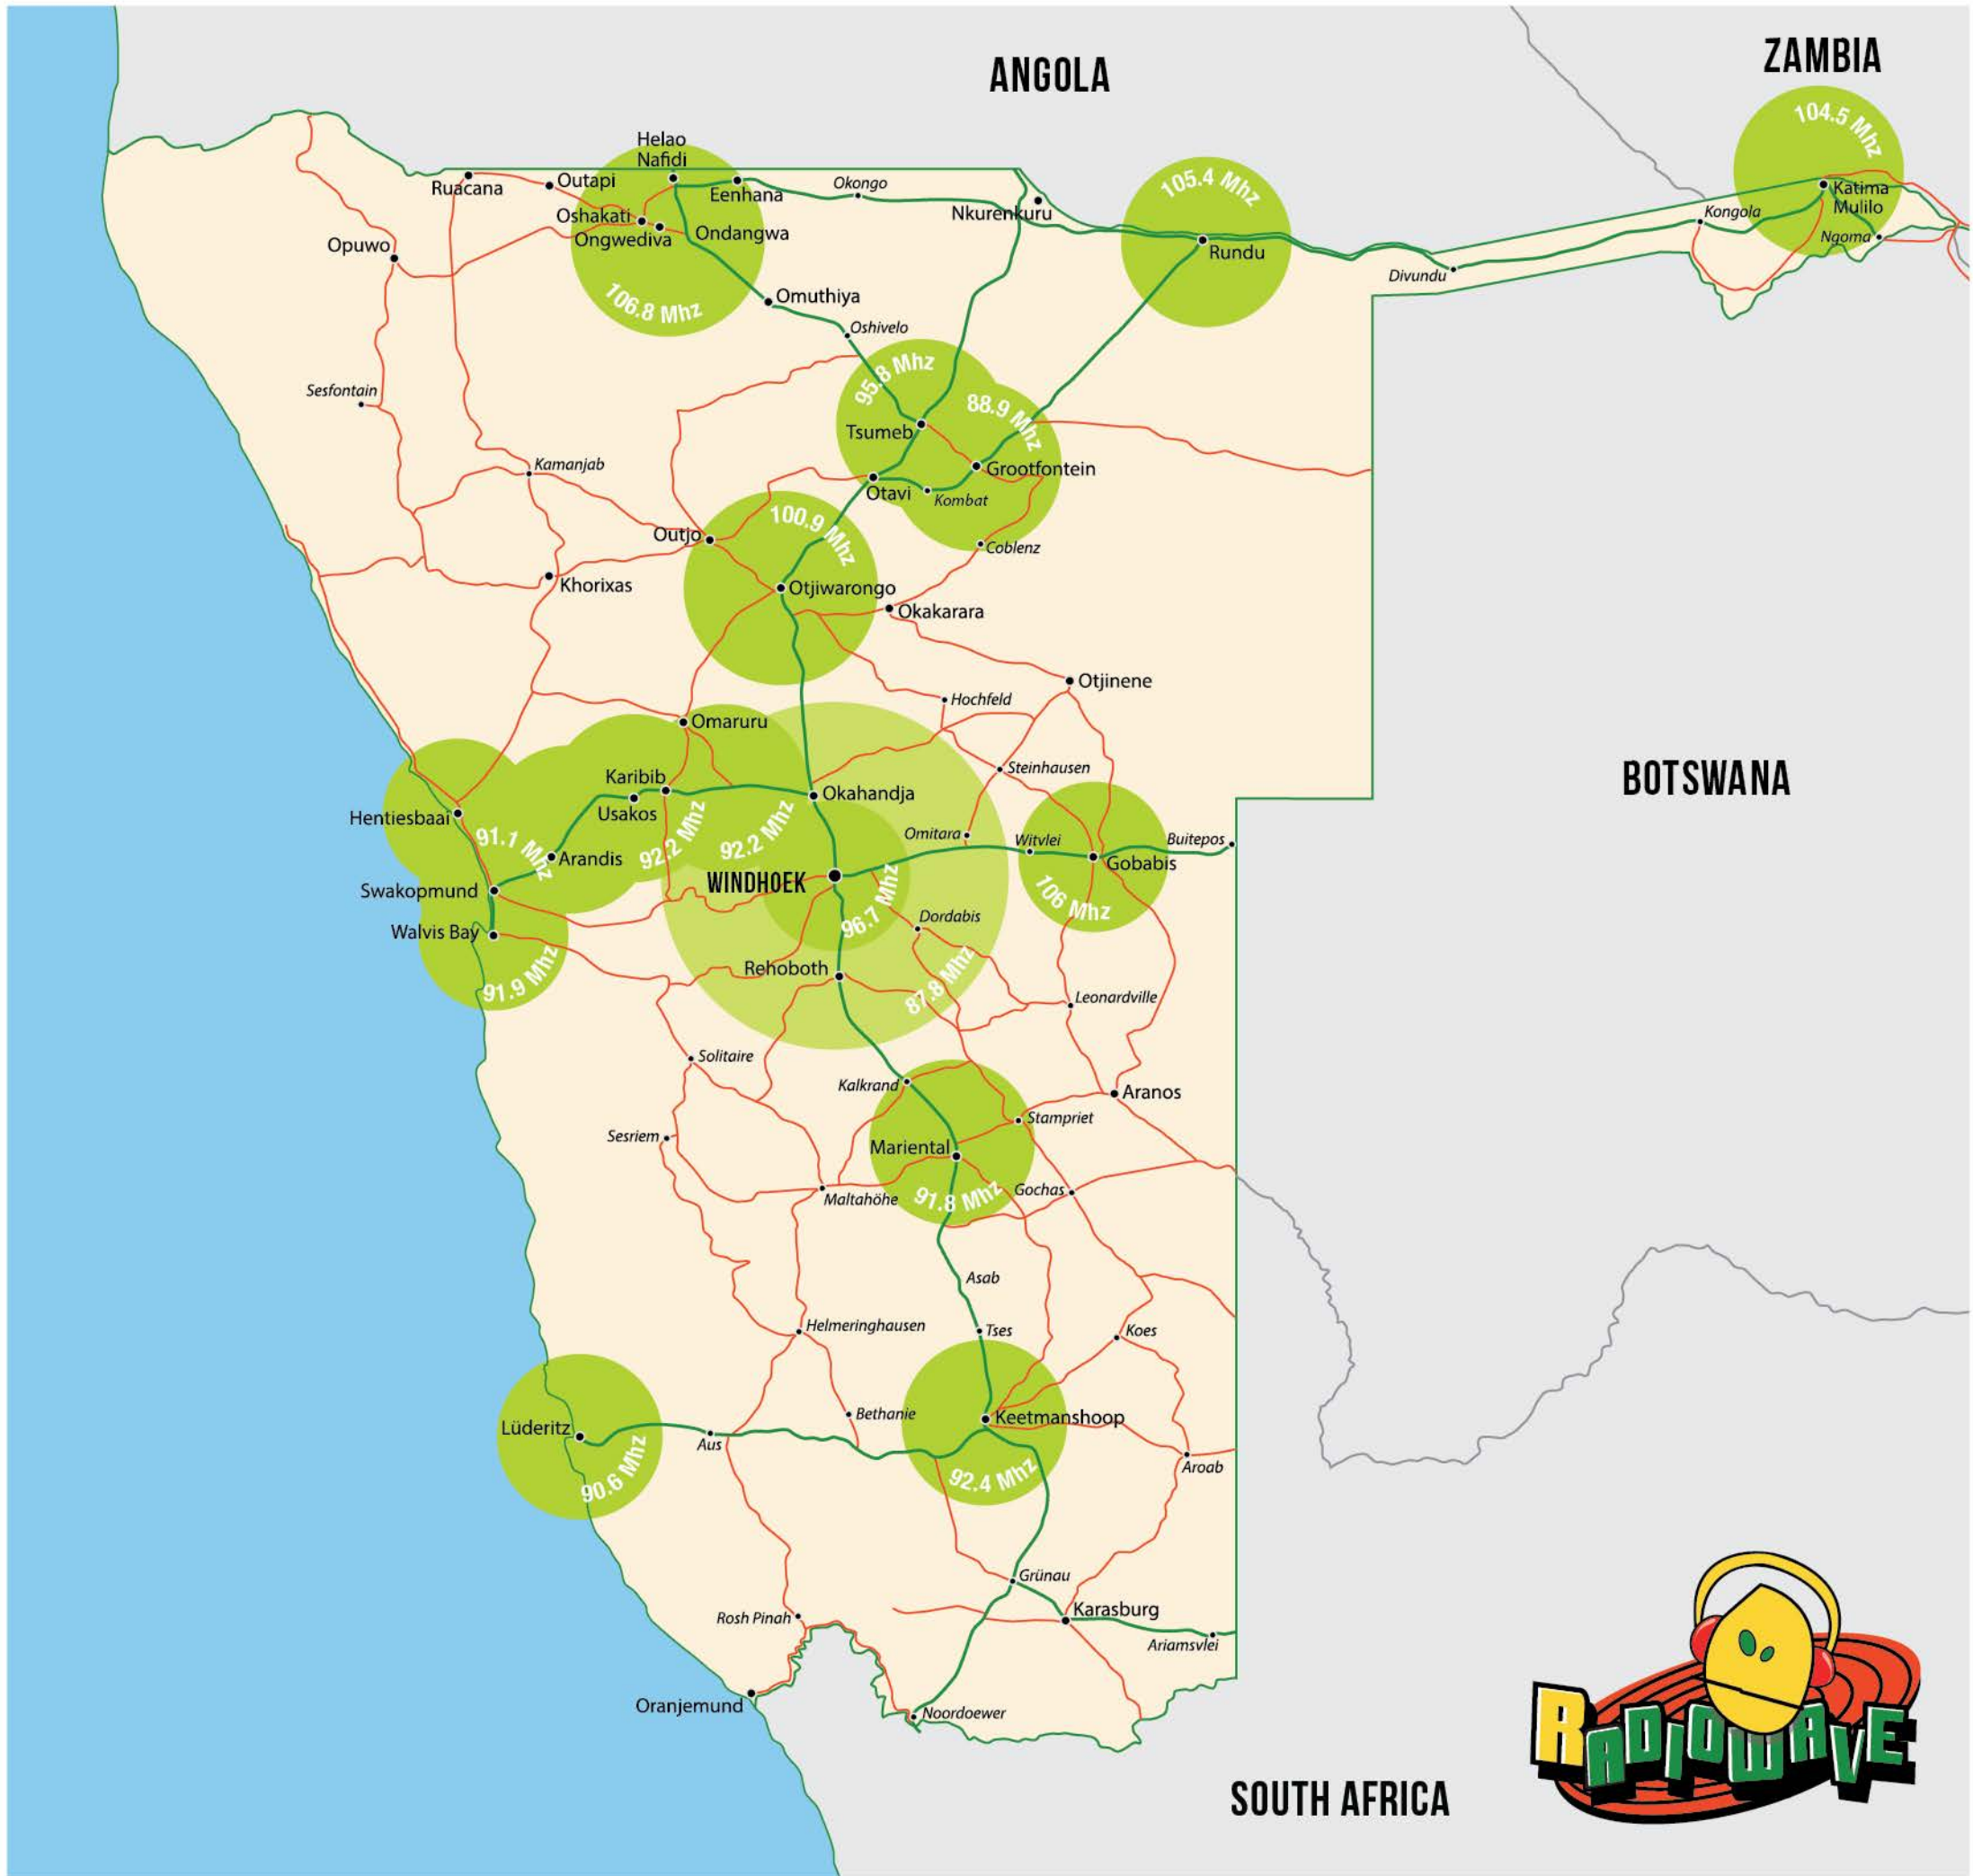 ANGOLA
ZAMBIA
104.5 Mhz
Helao
Nafidi
Ruacana
Outapi
Eenhana
Okongo
105.4 Mhz
Katima
Mulilo
Oshakati
Ongwediva
Ondangwa
Nkurenkuru
Kongola
Ngoma
Opuwo
Rundu
Divundu
106.8 Mhz
Omuthiya
Oshivelo
95.8 Mhz
Sesfontain
88.9 Mhz
Tsumeb
Kamanjab
Grootfontein
Otavi
Kombat
100.9 Mhz
Outjo
Coblenz
Khorixas
Otjiwarongo
Okakarara
Otjinene
Hochfeld
Omaruru
Steinhausen
BOTSWANA
Karibib
Okahandja
Usakos
Hentiesbaai
91.1 Mhz
92.2 Mhz
92.2 Mhz
Omitara
Witvlei
Buitepos
Arandis
Gobabis
WINDHOEK
Swakopmund
96.7 Mhz
106 Mhz
Dordabis
Walvis Bay
91.9 Mhz
Rehoboth
87.8 Mhz
Leonardville
Solitaire
Kalkrand
Aranos
Stampriet
Sesriem
Mariental
Maltahöhe
91.8 Mhz
Gochas
Asab
Helmeringhausen
Tses
Koes
Lüderitz
Bethanie
Keetmanshoop
Aus
90.6 Mhz
92.4 Mhz
Aroab
Grünau
Rosh Pinah
Karasburg
Ariamsvlei
Oranjemund
Noordoewer
RADIOWAVE
SOUTH AFRICA